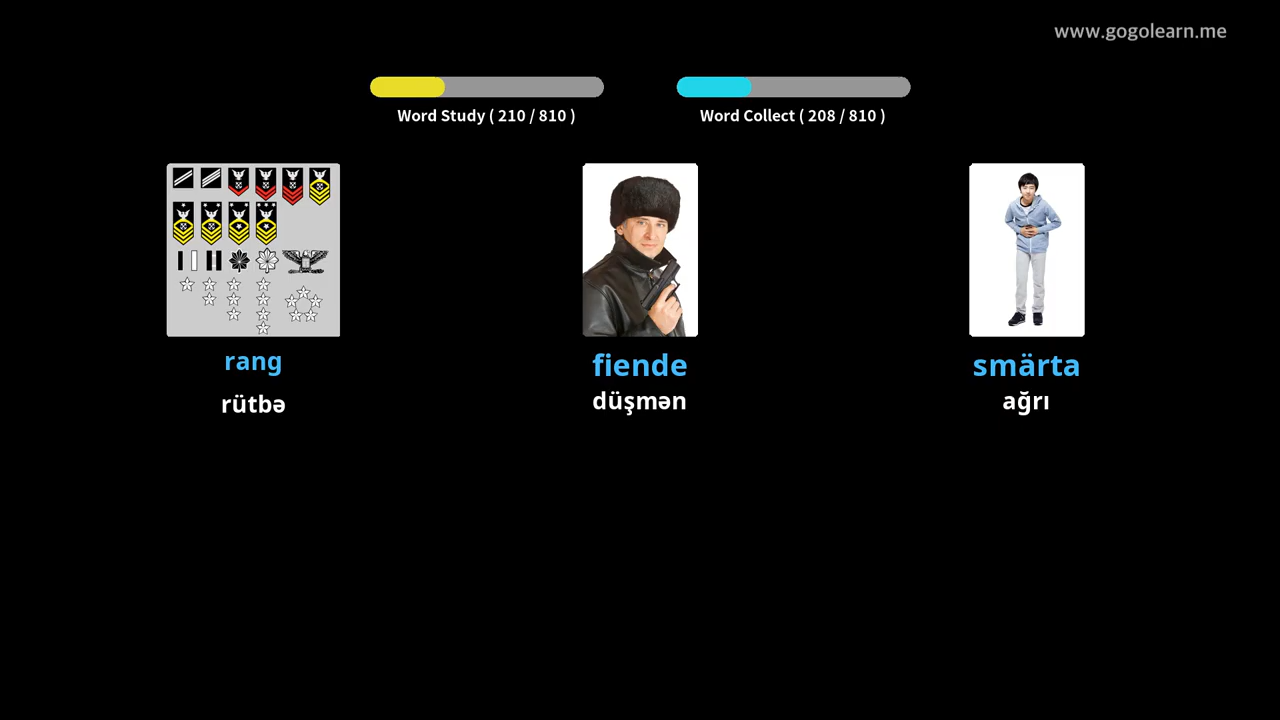 www.gogolearn.me
Word Study ( 210 / 810 )
Word Collect ( 208 / 810 )
rang
rütbə
fiende
düşmən
smärta
ağrı